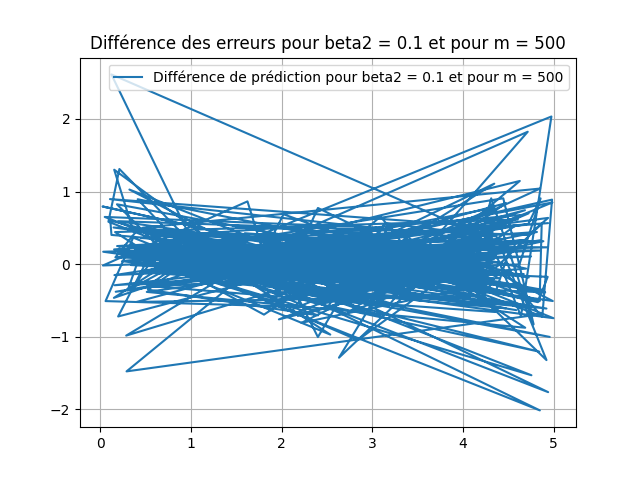 Différence des erreurs pour beta2 = 0.1 et pour m = 500
Différence de prédiction pour beta2 = 0.1 et pour m = 500
2
1
0
−1
−2
0 1 2 3 4 5